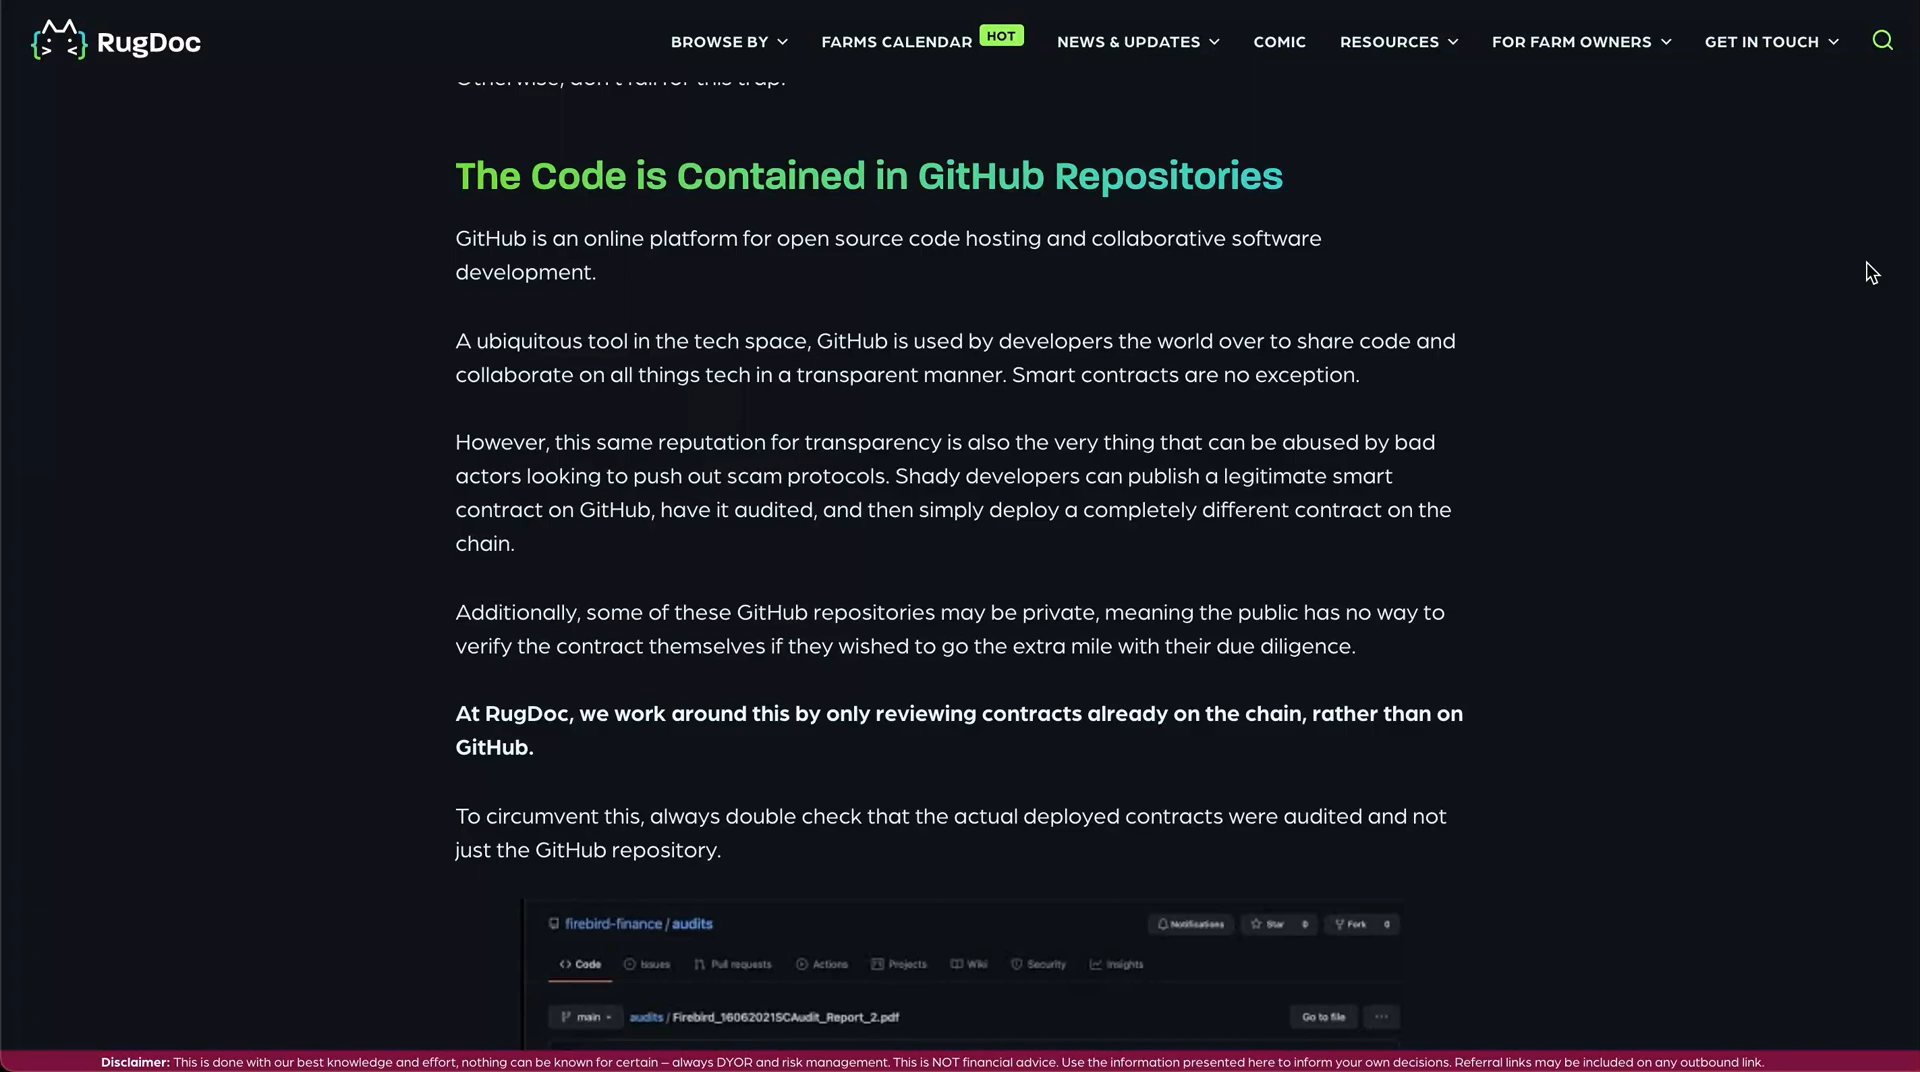 RugDoc
BROWSE BY
FARMS CALENDAR
HOT
NEWS & UPDATES
COMIC
RESOURCES
FOR FARM OWNERS
GET IN TOUCH
Otherwise, don't fall for this trap.
The Code is Contained in GitHub Repositories
GitHub is an online platform for open source code hosting and collaborative software
development.
A ubiquitous tool in the tech space, GitHub is used by developers the world over to share code and
collaborate on all things tech in a transparent manner. Smart contracts are no exception.
However, this same reputation for transparency is also the very thing that can be abused by bad
actors looking to push out scam protocols. Shady developers can publish a legitimate smart
contract on GitHub, have it audited, and then simply deploy a completely different contract on the
chain.
Additionally, some of these GitHub repositories may be private, meaning the public has no way to
verify the contract themselves if they wished to go the extra mile with their due diligence.
At RugDoc, we work around this by only reviewing contracts already on the chain, rather than on
GitHub.
To circumvent this, always double check that the actual deployed contracts were audited and not
just the GitHub repository.
firebird-finance / audits
Notifications
Star 0
Fork 0
<> Code
Issues
Pull requests
Actions
Projects
Wiki
Security
Insights
main
audits / Firebird_16062021SCAudit_Report_2.pdf
Go to file
...
Disclaimer: This is done with our best knowledge and effort, nothing can be known for certain – always DYOR and risk management. This is NOT financial advice. Use the information presented here to inform your own decisions. Referral links may be included on any outbound link.